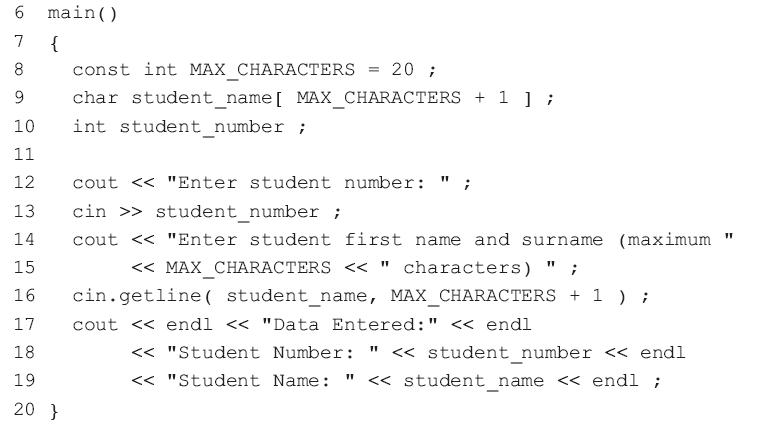 6 main()
7 {
8 const int MAX_CHARACTERS = 20 ;
9 char student_name[ MAX_CHARACTERS + 1 ] ;
10 int student_number ;
11
12 cout << "Enter student number: " ;
13 cin >> student_number ;
14 cout << "Enter student first name and surname (maximum "
15 << MAX_CHARACTERS << " characters) " ;
16 cin.getline( student_name, MAX_CHARACTERS + 1 ) ;
17 cout << endl << "Data Entered:" << endl
18 << "Student Number: " << student_number << endl
19 << "Student Name: " << student_name << endl ;
20 }